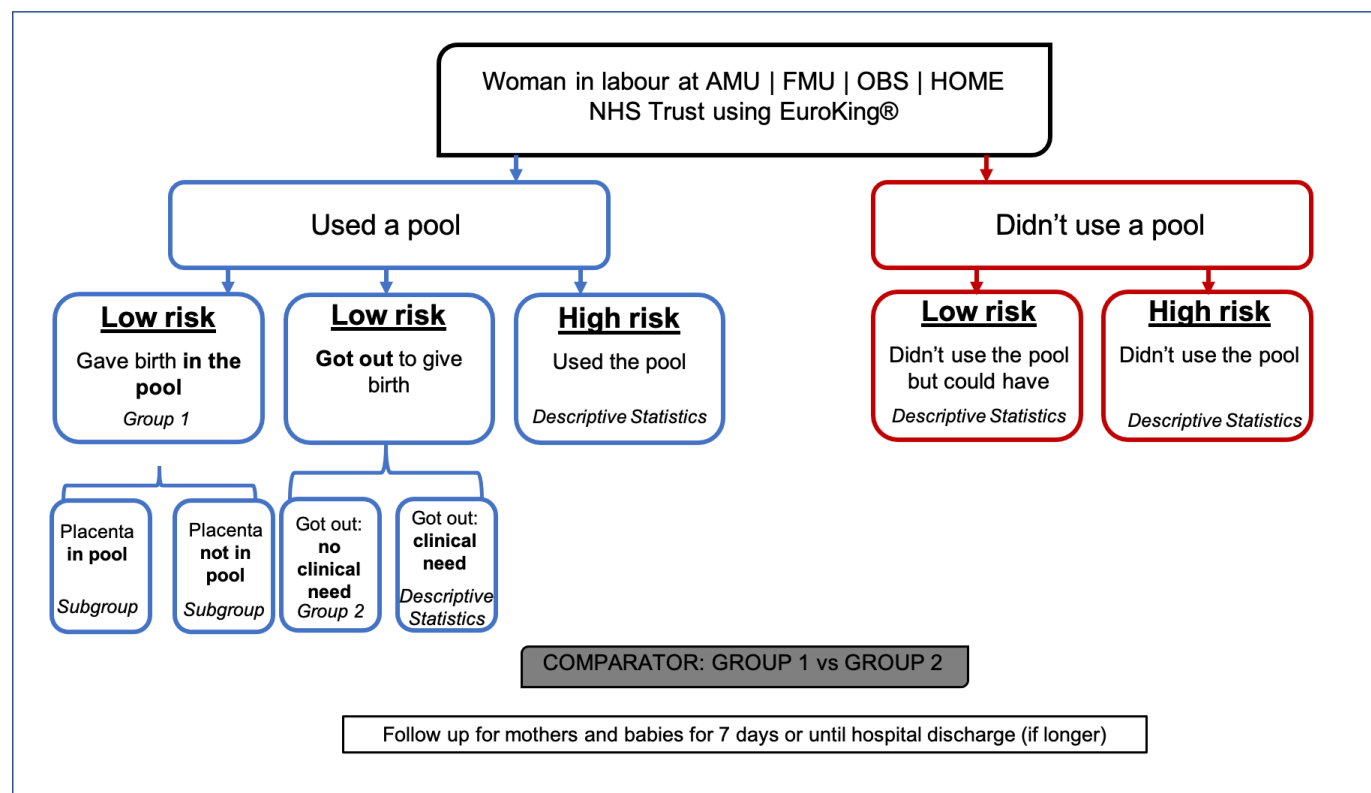 Woman in labour at AMU | FMU | OBS | HOME
NHS Trust using EuroKing®
Used a pool
Didn’t use a pool
Low risk
Gave birth in the
pool
Group 1
Low risk
Got out to give
birth
High risk
Used the pool
Descriptive Statistics
Low risk
Didn’t use the pool
but could have
Descriptive Statistics
High risk
Didn’t use the pool
Descriptive Statistics
Placenta
in pool
Subgroup
Placenta
not in
pool
Subgroup
Got out:
no
clinical
need
Group 2
Got out:
clinical
need
Descriptive
Statistics
COMPARATOR: GROUP 1 vs GROUP 2
Follow up for mothers and babies for 7 days or until hospital discharge (if longer)